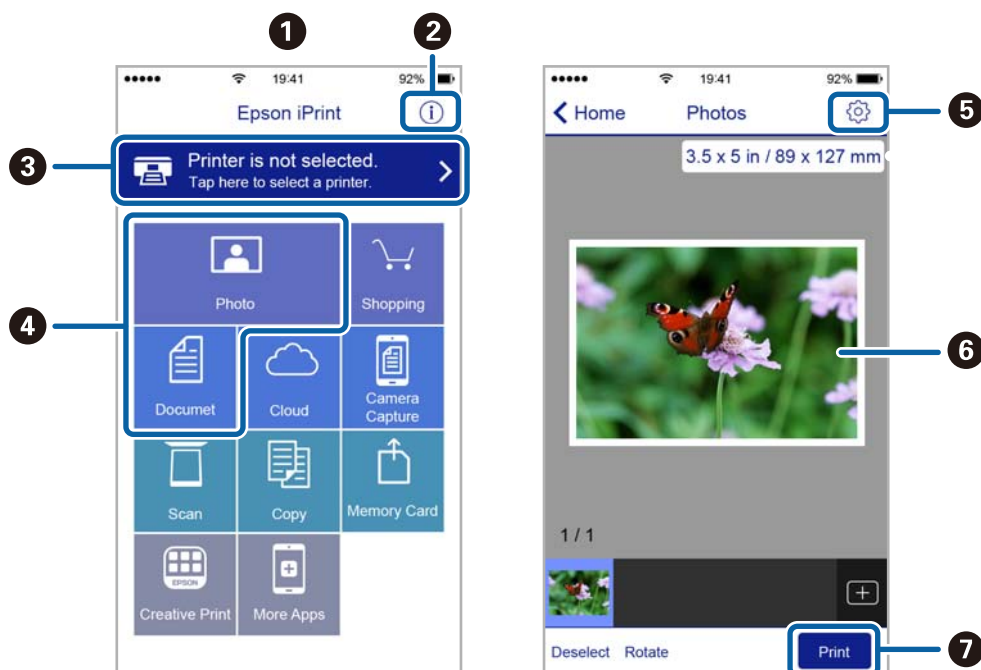 1
2
19:41
92%
Epson iPrint
3
Printer is not selected.
Tap here to select a printer.
4
Photo
Shopping
Documet
Cloud
Camera
Capture
Scan
Copy
Memory Card
EPSON
Creative Print
More Apps
19:41
92%
Home
Photos
5
3.5 x 5 in / 89 x 127 mm
6
1 / 1
Deselect
Rotate
Print
7